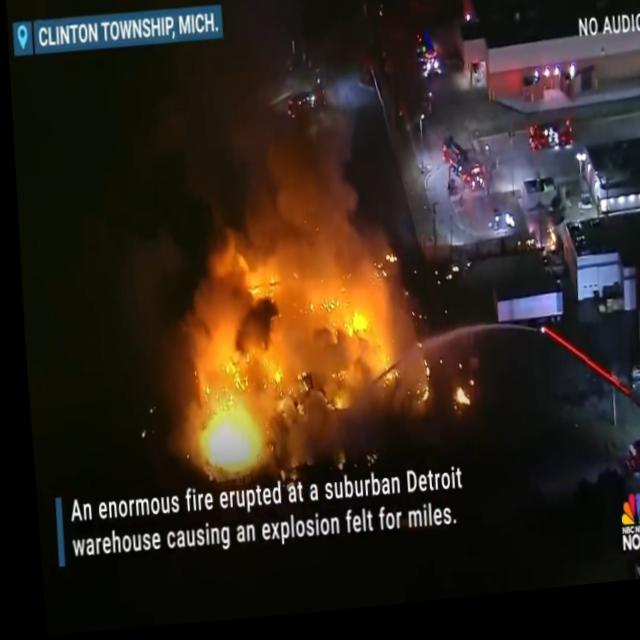 CLINTON TOWNSHIP, MICH.
NO AUDIO
An enormous fire erupted at a suburban Detroit
warehouse causing an explosion felt for miles.